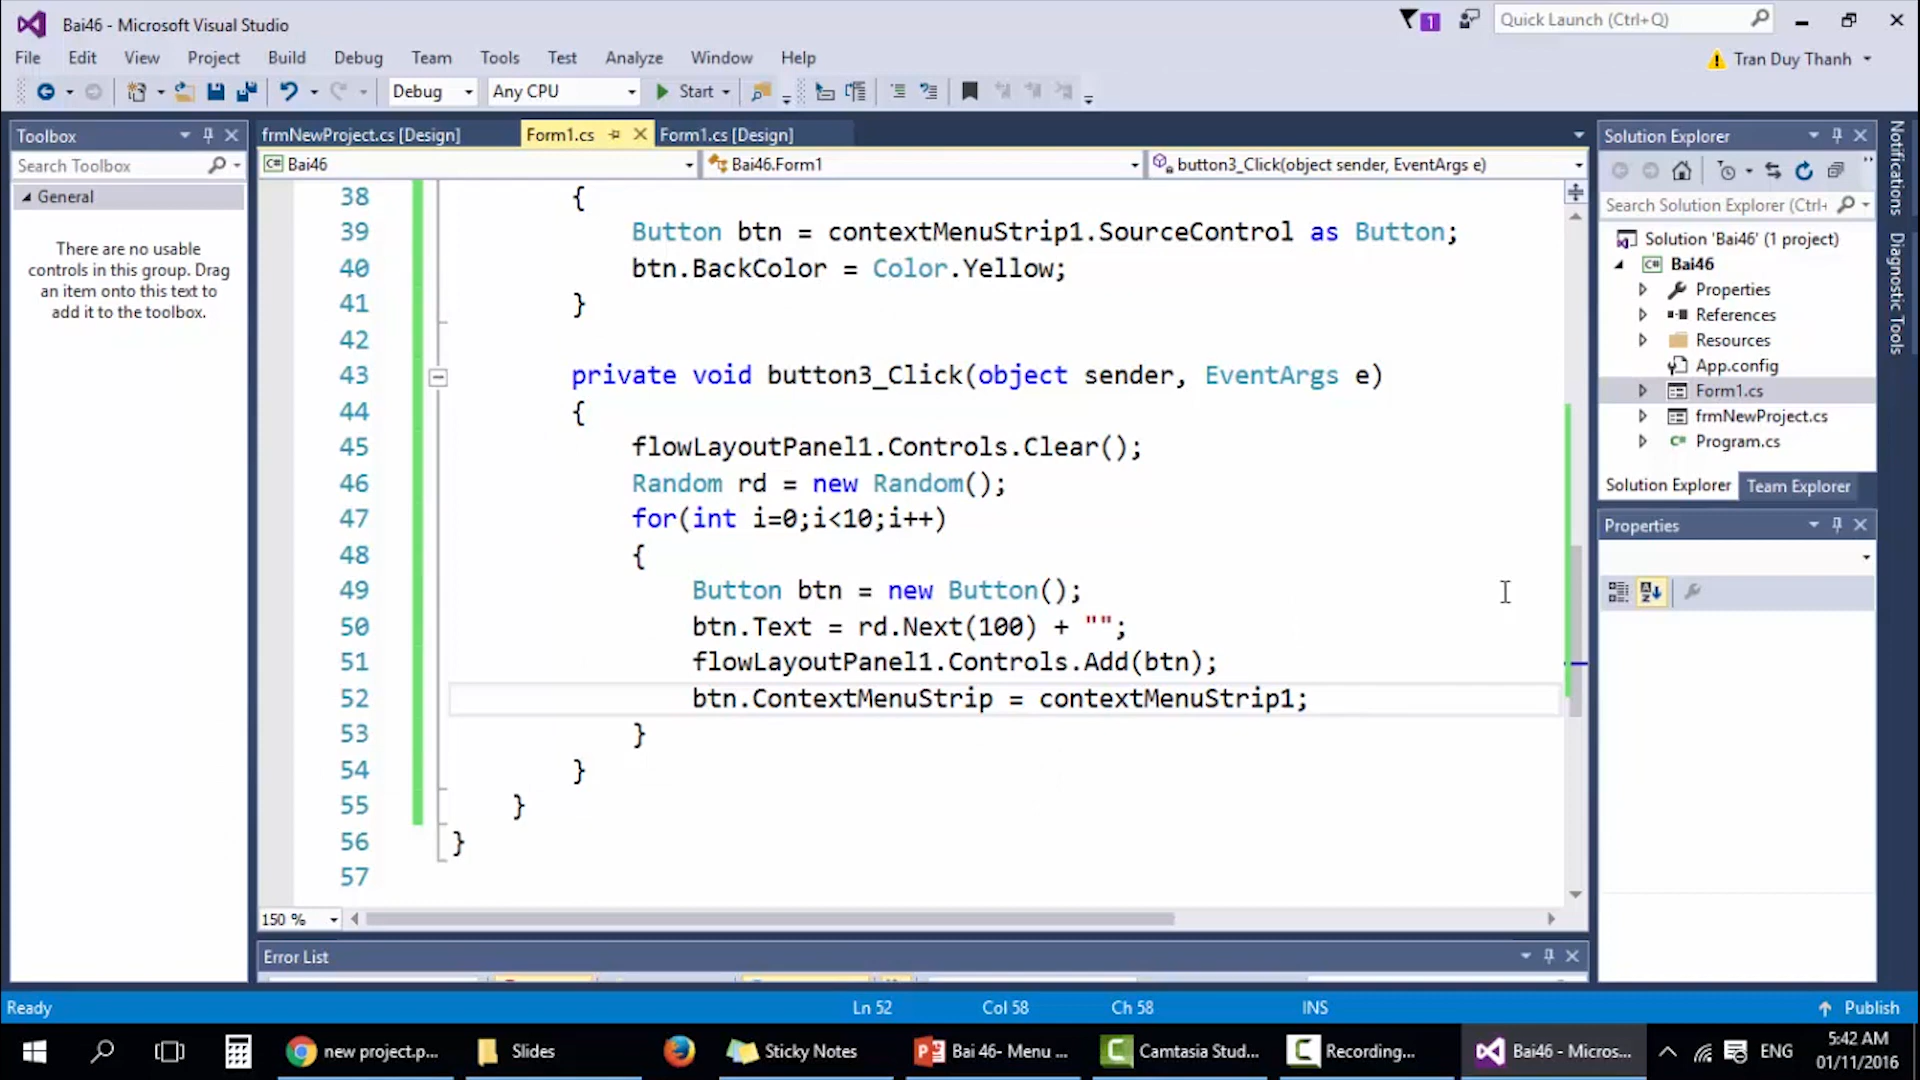 Bai46 - Microsoft Visual Studio
1
Quick Launch (Ctrl+Q)
File Edit View Project Build Debug Team Tools Test Analyze Window Help
Tran Duy Thanh
Debug Any CPU Start
Toolbox
Search Toolbox
General
There are no usable
controls in this group. Drag
an item onto this text to
add it to the toolbox.
frmNewProject.cs [Design] Form1.cs Form1.cs [Design]
Bai46 Bai46.Form1 button3_Click(object sender, EventArgs e)
38 {
39 Button btn = contextMenuStrip1.SourceControl as Button;
40 btn.BackColor = Color.Yellow;
41 }
42
43 private void button3_Click(object sender, EventArgs e)
44 {
45 flowLayoutPanel1.Controls.Clear();
46 Random rd = new Random();
47 for(int i=0;i<10;i++)
48 {
49 Button btn = new Button();
50 btn.Text = rd.Next(100) + "";
51 flowLayoutPanel1.Controls.Add(btn);
52 btn.ContextMenuStrip = contextMenuStrip1;
53 }
54 }
55 }
56 }
57
150 %
Error List
Solution Explorer
Search Solution Explorer (Ctrl+
Solution 'Bai46' (1 project)
Bai46
Properties
References
Resources
App.config
Form1.cs
frmNewProject.cs
Program.cs
Solution Explorer Team Explorer
Properties
Notifications
Diagnostic Tools
Ready Ln 52 Col 58 Ch 58 INS Publish
new project.p... Slides Sticky Notes Bai 46- Menu ... Camtasia Stud... Recording... Bai46 - Micros... ENG
5:42 AM
01/11/2016